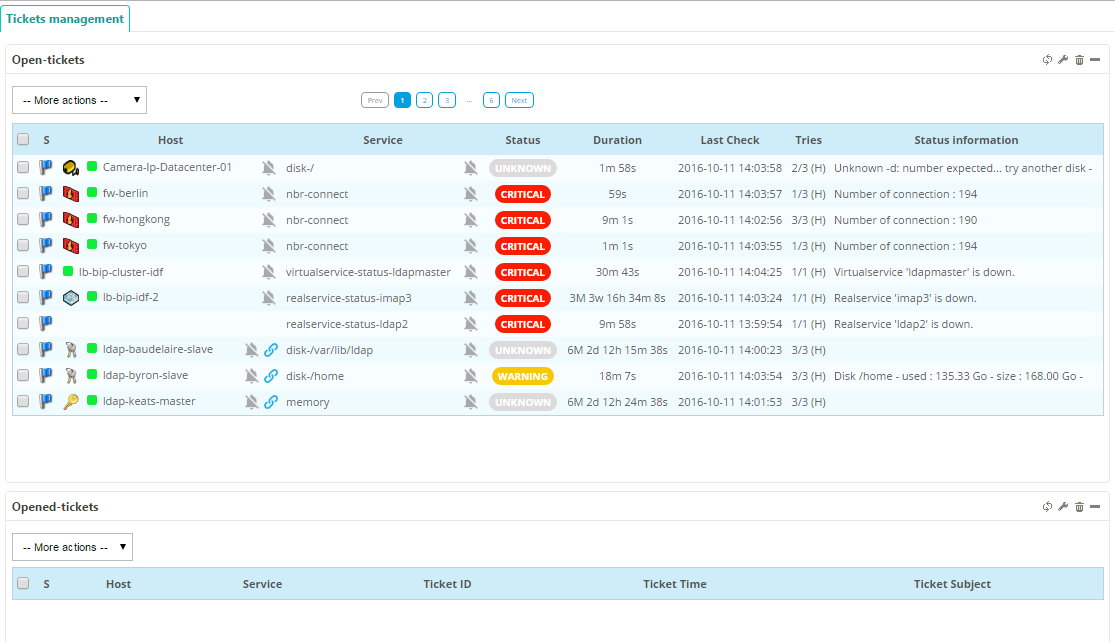 Tickets management
Open-tickets
-- More actions --
Prev 1 2 3 ... 6 Next
S Host Service Status Duration Last Check Tries Status information
Camera-Ip-Datacenter-01 disk-/ UNKNOWN 1m 58s 2016-10-11 14:03:58 2/3 (H) Unknown -d: number expected... try another disk -
fw-berlin nbr-connect CRITICAL 59s 2016-10-11 14:03:57 1/3 (H) Number of connection : 194
fw-hongkong nbr-connect CRITICAL 9m 1s 2016-10-11 14:02:56 3/3 (H) Number of connection : 190
fw-tokyo nbr-connect CRITICAL 1m 1s 2016-10-11 14:03:55 1/3 (H) Number of connection : 194
lb-bip-cluster-idf virtualservice-status-ldapmaster CRITICAL 30m 43s 2016-10-11 14:04:25 1/1 (H) Virtualservice 'ldapmaster' is down.
lb-bip-idf-2 realservice-status-imap3 CRITICAL 3M 3w 16h 34m 8s 2016-10-11 14:03:24 1/1 (H) Realservice 'imap3' is down.
realservice-status-ldap2 CRITICAL 9m 58s 2016-10-11 13:59:54 1/1 (H) Realservice 'ldap2' is down.
ldap-baudelaire-slave disk-/var/lib/ldap UNKNOWN 6M 2d 12h 15m 38s 2016-10-11 14:00:23 3/3 (H)
ldap-byron-slave disk-/home WARNING 18m 7s 2016-10-11 14:03:54 3/3 (H) Disk /home - used : 135.33 Go - size : 168.00 Go -
ldap-keats-master memory UNKNOWN 6M 2d 12h 24m 38s 2016-10-11 14:01:53 3/3 (H)
Opened-tickets
-- More actions --
S Host Service Ticket ID Ticket Time Ticket Subject